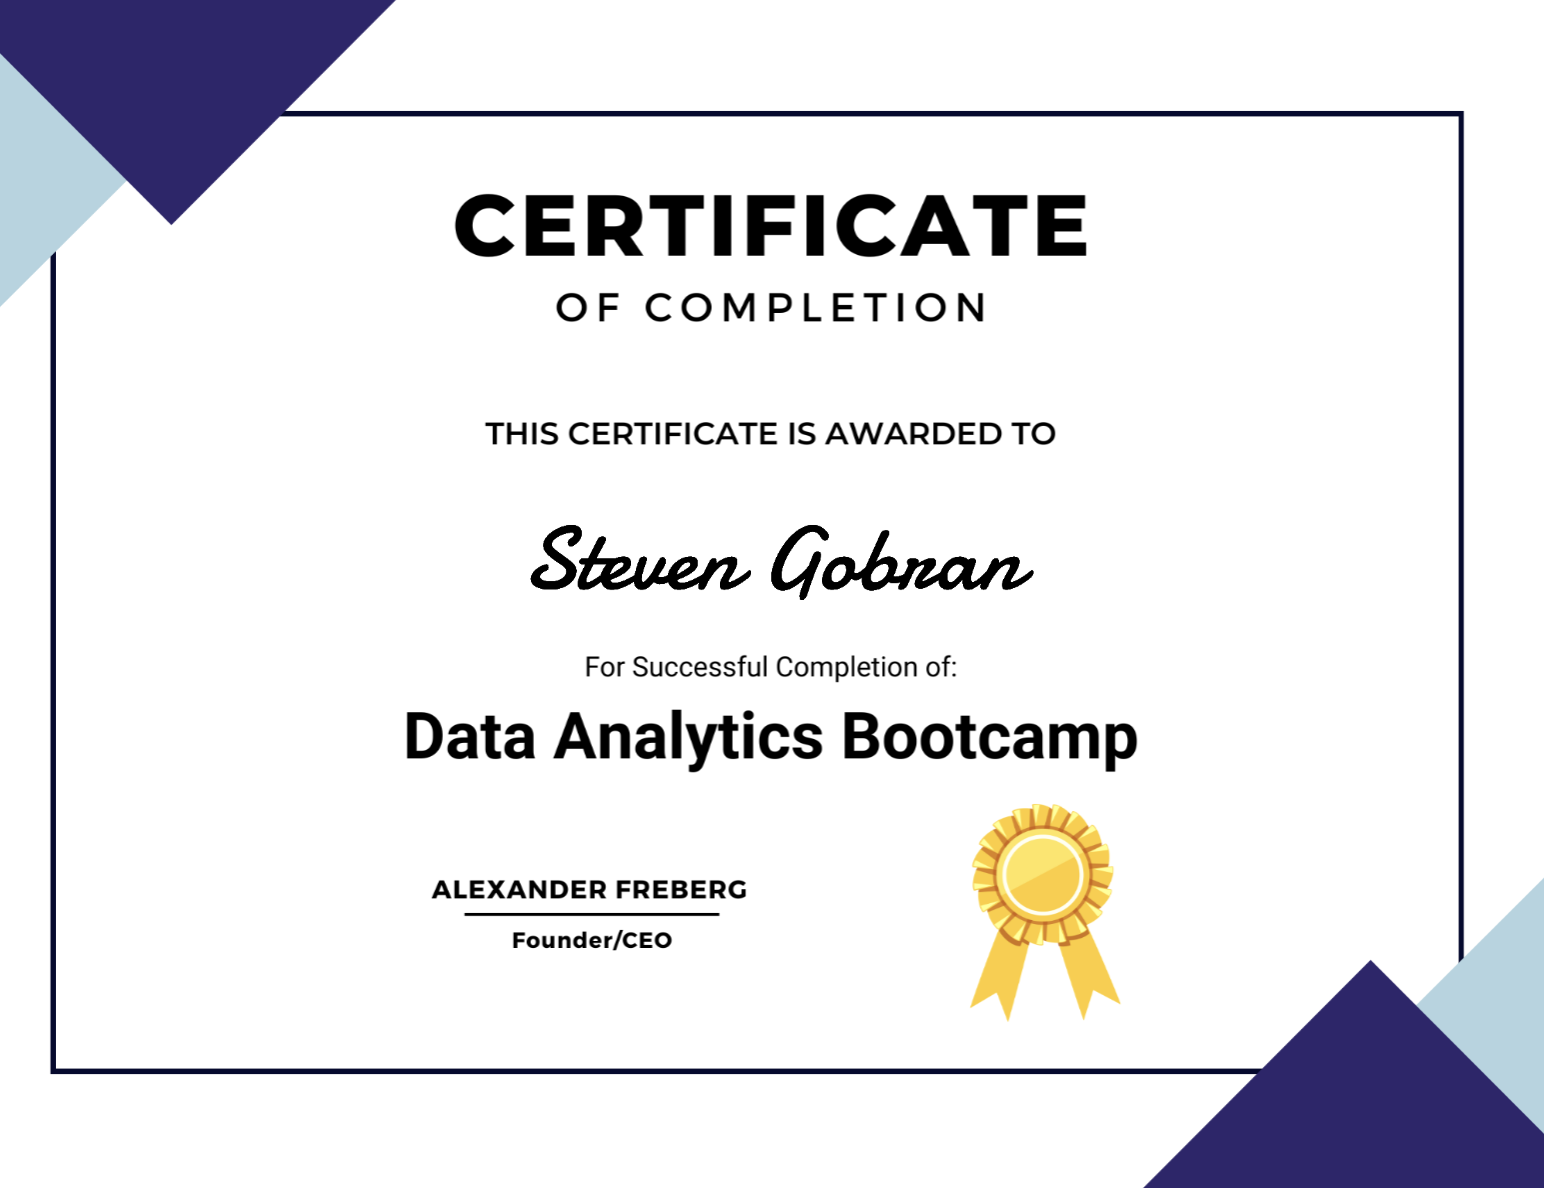 CERTIFICATE
OF COMPLETION
THIS CERTIFICATE IS AWARDED TO
Steven Gobran
For Successful Completion of:
Data Analytics Bootcamp
ALEXANDER FREBERG
Founder/CEO